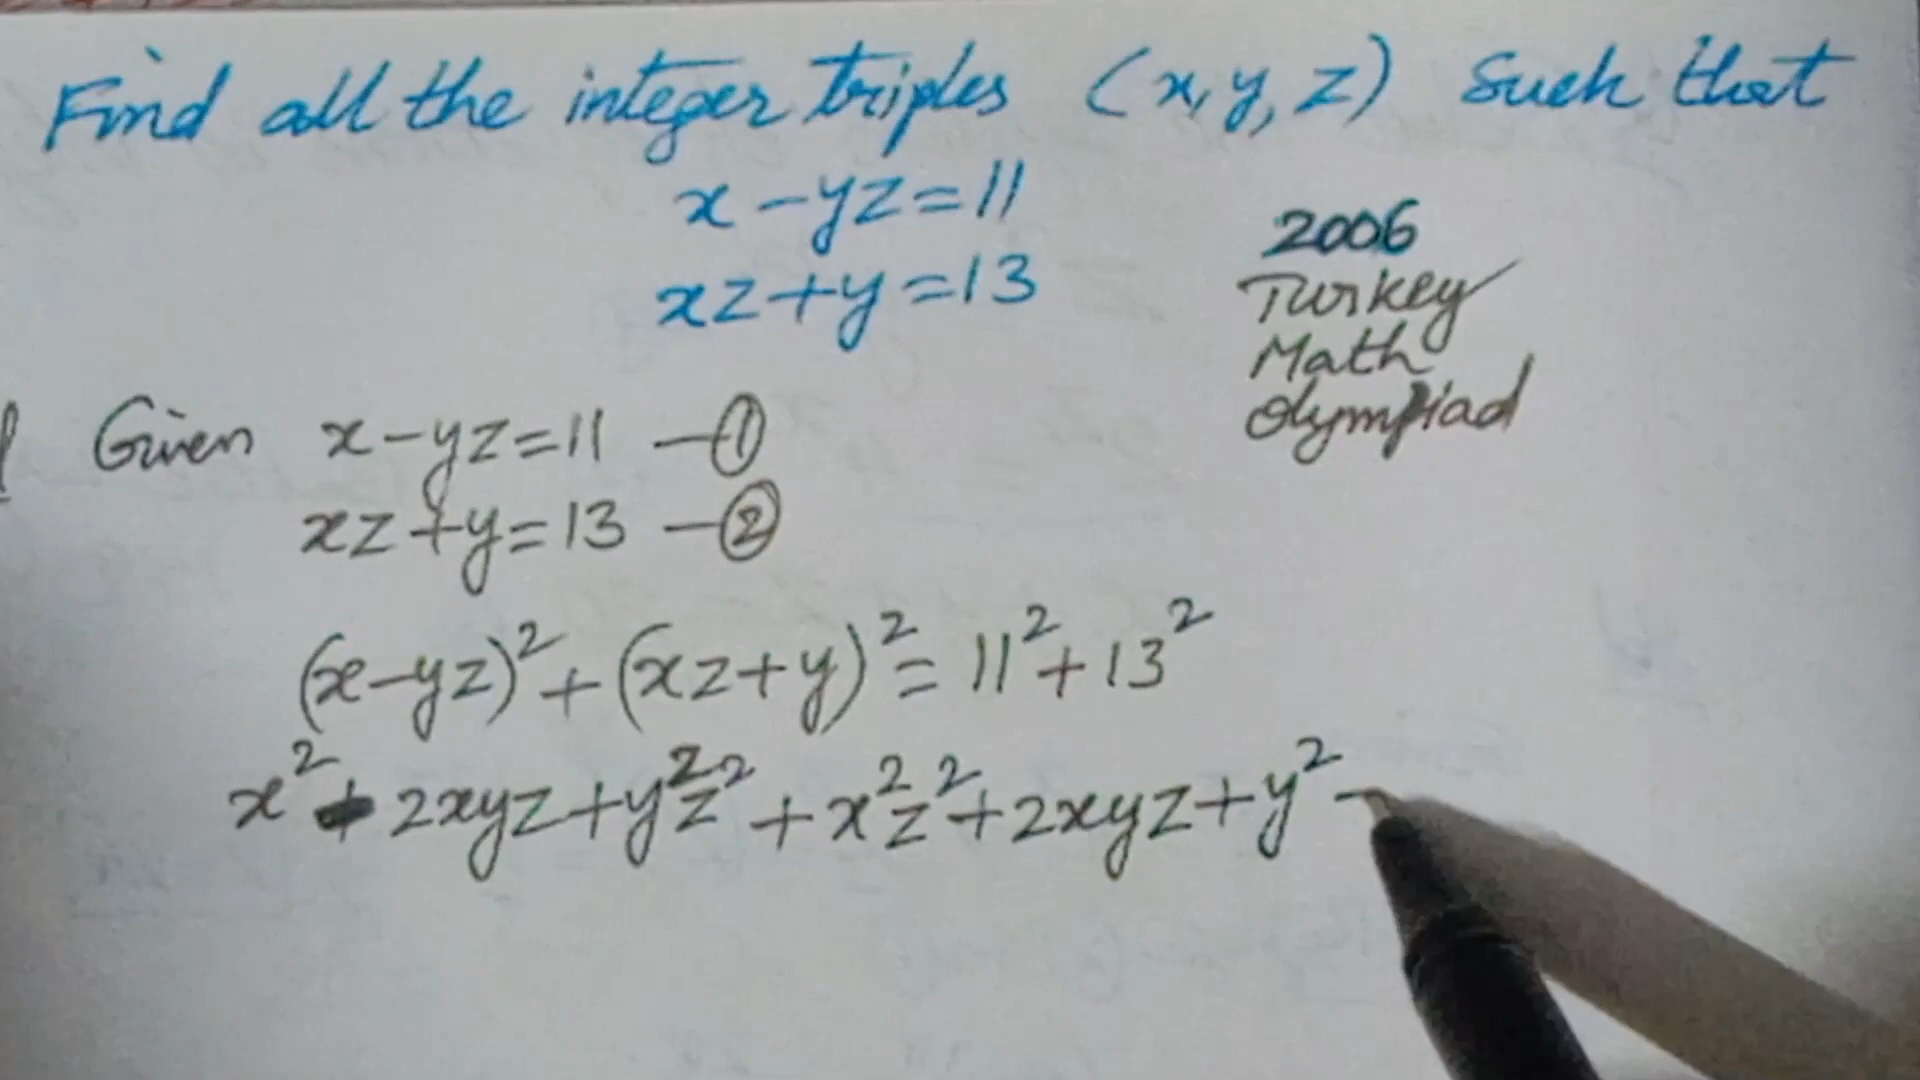 Find all the integer triples (x, y, z) such that
x - yz = 11
xz + y = 13
2006
Turkey
Math
Olympiad
Given x - yz = 11 — ①
xz + y = 13 — ②
(x - yz)² + (xz + y)² = 11² + 13²
x² - 2xyz + y²z² + x²z² + 2xyz + y² -